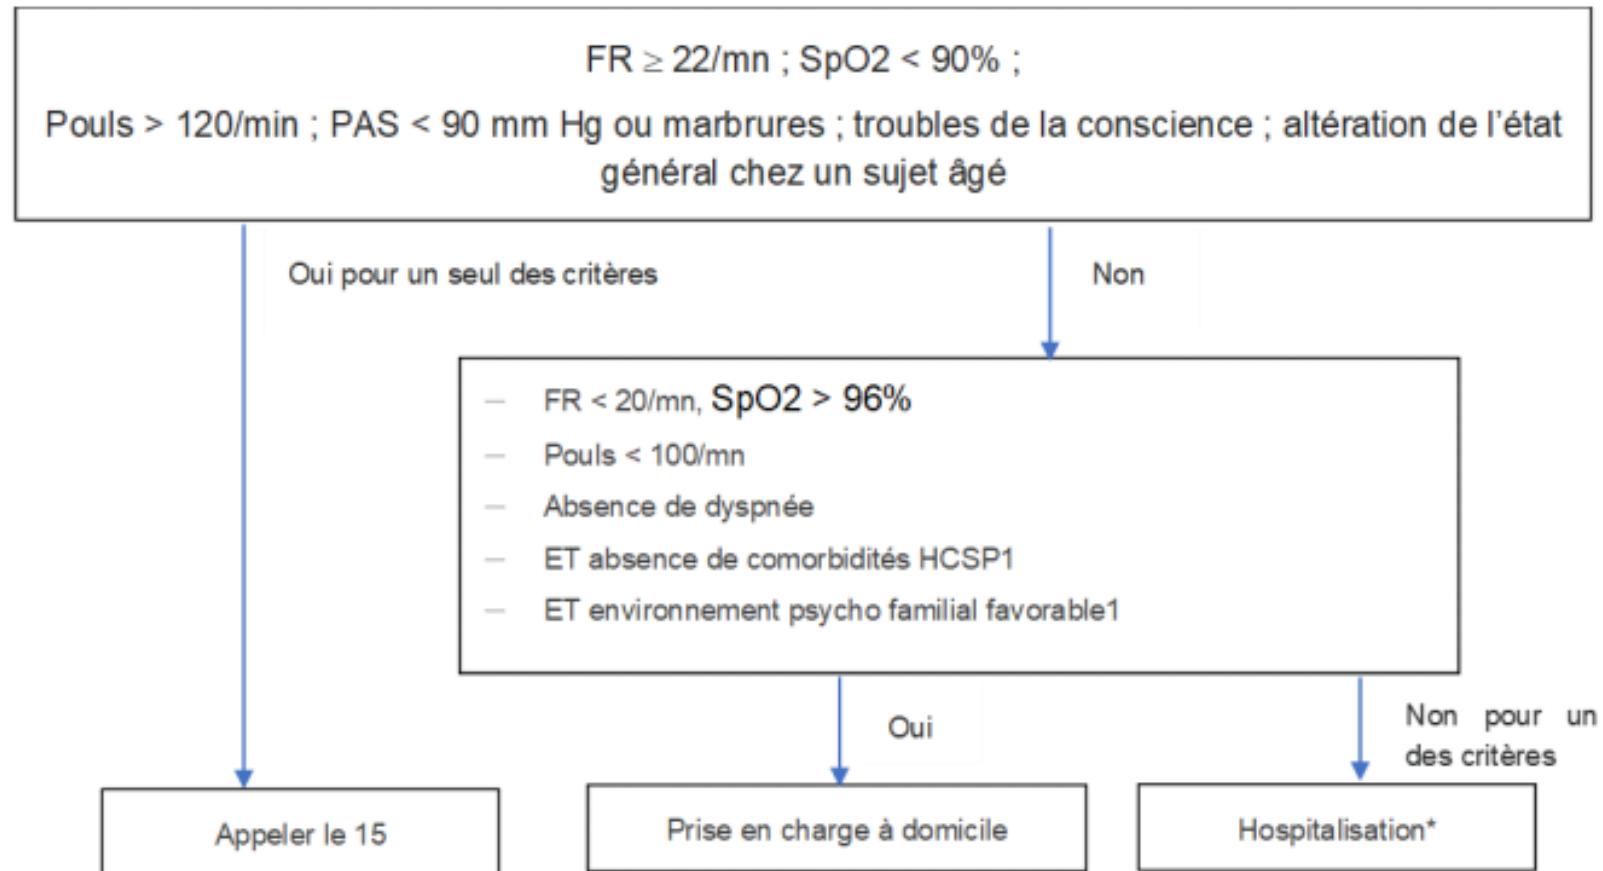 FR ≥ 22/mn ; SpO2 < 90% ;
Pouls > 120/min ; PAS < 90 mm Hg ou marbrures ; troubles de la conscience ; altération de l'état
général chez un sujet âgé
Oui pour un seul des critères
Non
— FR < 20/mn, SpO2 > 96%
— Pouls < 100/mn
— Absence de dyspnée
— ET absence de comorbidités HCSP1
— ET environnement psycho familial favorable1
Oui
Non pour un
des critères
Appeler le 15
Prise en charge à domicile
Hospitalisation*